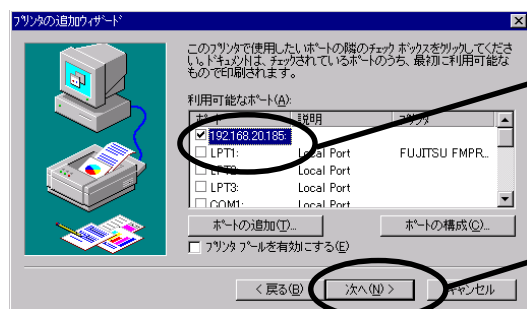 プリンタの追加ウィザード
このプリンタで使用したいポートの隣のチェック ボックスをクリックしてくださ
い。ドキュメントは、チェックされているポートのうち、最初に利用可能な
もので印刷されます。
利用可能なポート(A):
ポート 説明 プリンタ
192.168.20.185:
LPT1: Local Port FUJITSU FMPR...
LPT2: Local Port
LPT3: Local Port
COM1: Local Port
ポートの追加(T)... ポートの構成(C)...
プリンタ プールを有効にする(E)
< 戻る(B) 次へ(N) > キャンセル